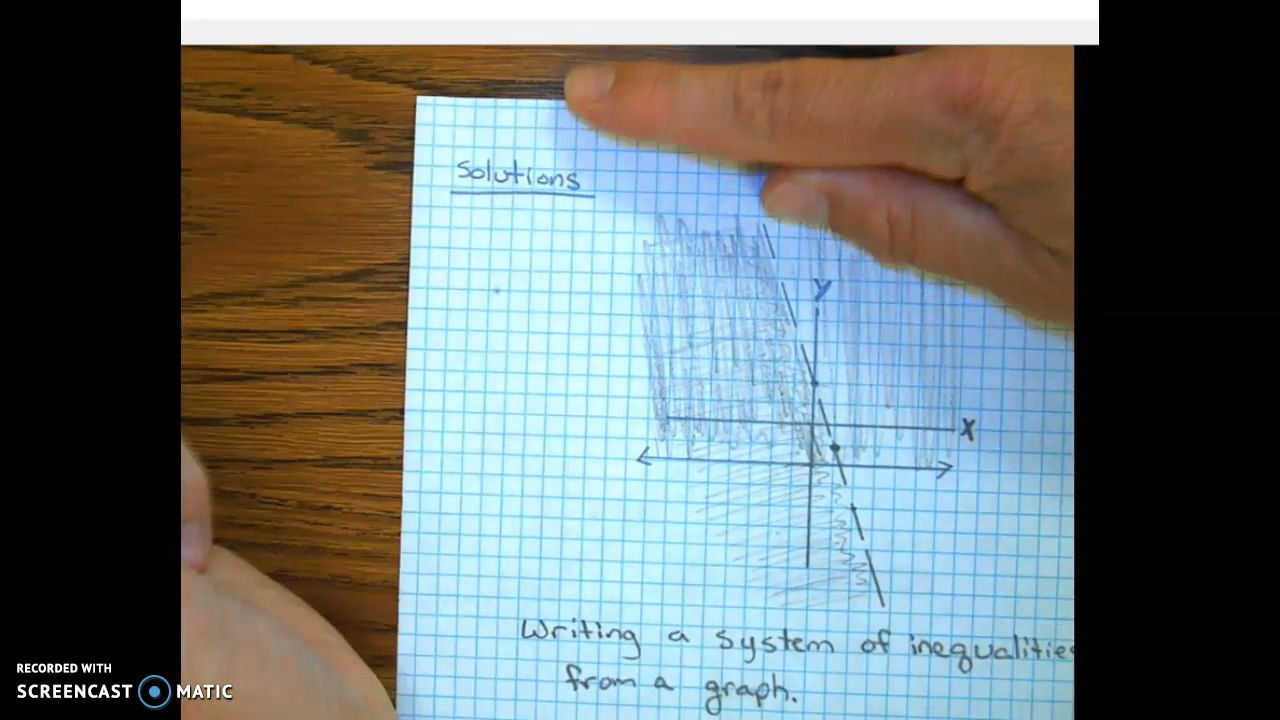 Solutions
y
x
Writing a system of inequalities
from a graph.
RECORDED WITH
SCREENCAST MATIC